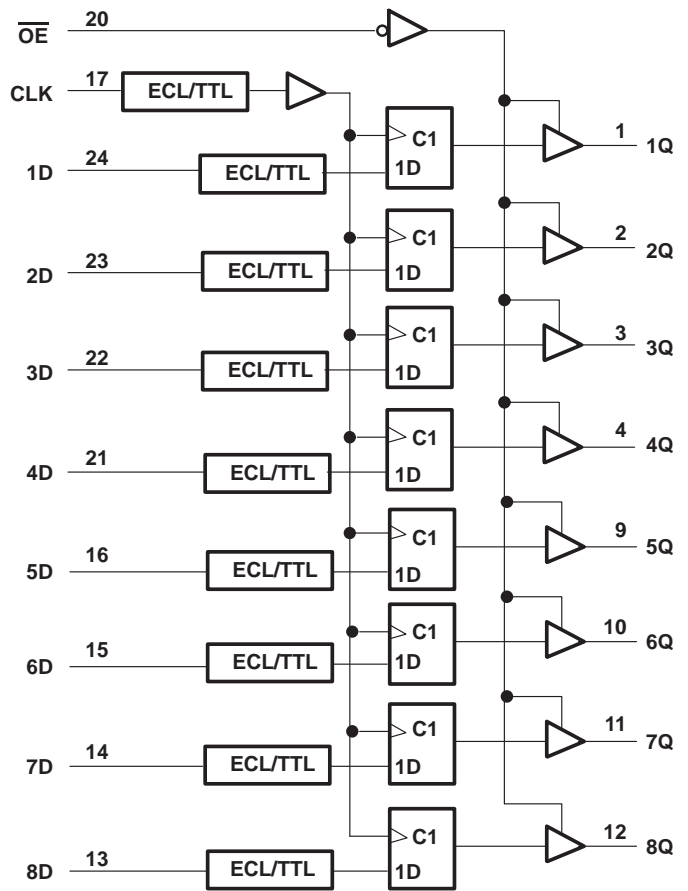 OE 20
CLK 17 ECL/TTL
C1 1 1Q
1D 24 ECL/TTL 1D
C1 2 2Q
2D 23 ECL/TTL 1D
C1 3 3Q
3D 22 ECL/TTL 1D
C1 4 4Q
4D 21 ECL/TTL 1D
C1 9 5Q
5D 16 ECL/TTL 1D
C1 10 6Q
6D 15 ECL/TTL 1D
C1 11 7Q
7D 14 ECL/TTL 1D
C1 12 8Q
8D 13 ECL/TTL 1D